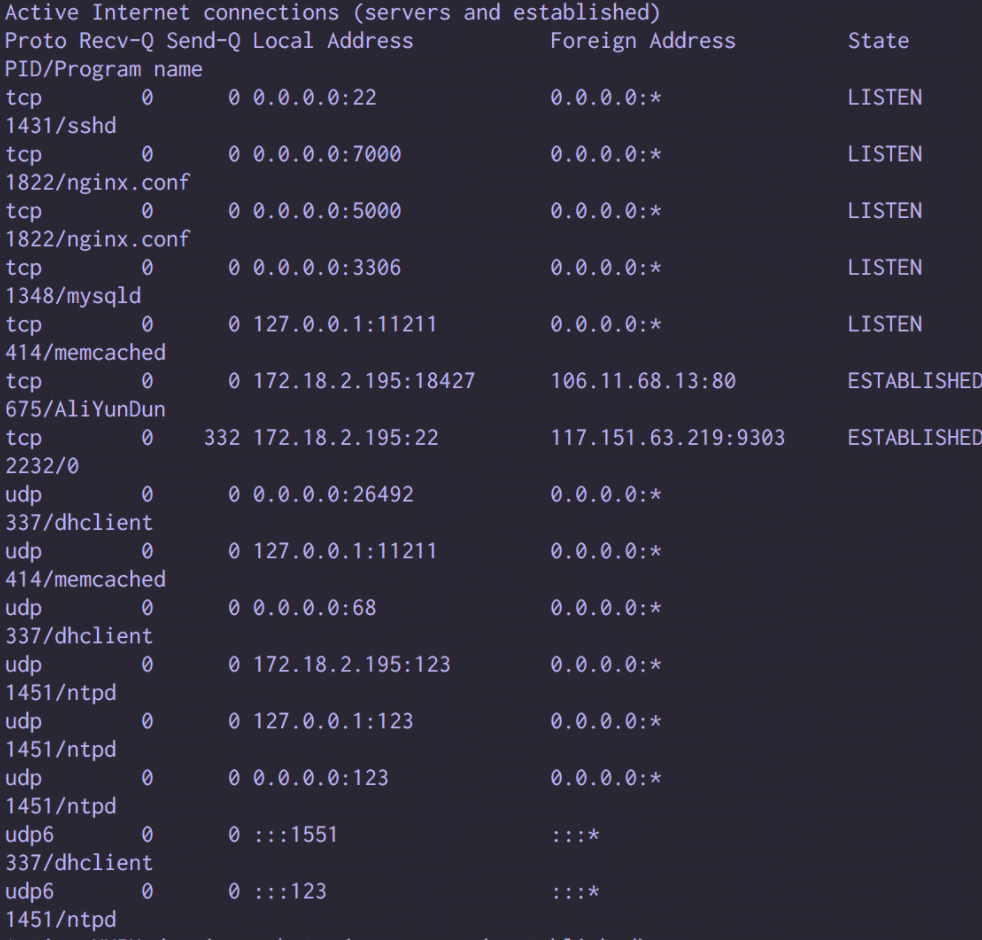 Active Internet connections (servers and established)
Proto Recv-Q Send-Q Local Address           Foreign Address         State
PID/Program name
tcp        0      0 0.0.0.0:22              0.0.0.0:*               LISTEN
1431/sshd
tcp        0      0 0.0.0.0:7000            0.0.0.0:*               LISTEN
1822/nginx.conf
tcp        0      0 0.0.0.0:5000            0.0.0.0:*               LISTEN
1822/nginx.conf
tcp        0      0 0.0.0.0:3306            0.0.0.0:*               LISTEN
1348/mysqld
tcp        0      0 127.0.0.1:11211         0.0.0.0:*               LISTEN
414/memcached
tcp        0      0 172.18.2.195:18427      106.11.68.13:80         ESTABLISHED
675/AliYunDun
tcp        0    332 172.18.2.195:22         117.151.63.219:9303     ESTABLISHED
2232/0
udp        0      0 0.0.0.0:26492           0.0.0.0:*
337/dhclient
udp        0      0 127.0.0.1:11211         0.0.0.0:*
414/memcached
udp        0      0 0.0.0.0:68              0.0.0.0:*
337/dhclient
udp        0      0 172.18.2.195:123        0.0.0.0:*
1451/ntpd
udp        0      0 127.0.0.1:123           0.0.0.0:*
1451/ntpd
udp        0      0 0.0.0.0:123             0.0.0.0:*
1451/ntpd
udp6       0      0 :::1551                 :::*
337/dhclient
udp6       0      0 :::123                  :::*
1451/ntpd